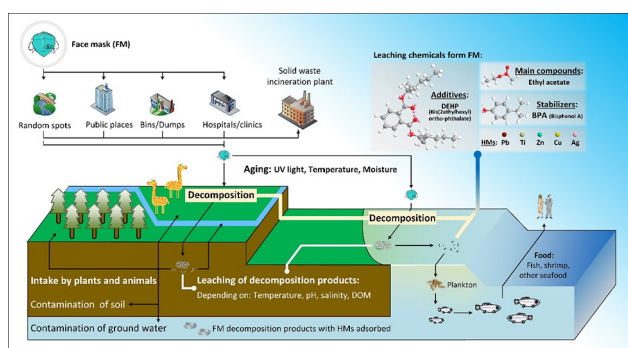 Face mask (FM)
Random spots
Public places
Bins/Dumps
Hospitals/clinics
Solid waste
incineration plant
Leaching chemicals form FM:
Additives:
DEHP
(Bis(2ethylhexyl)
ortho-phthalate)
Main compounds:
Ethyl acetate
Stabilizers:
BPA (Bisphenol A)
HMs: Pb Ti Zn Cu Ag
Aging: UV light, Temperature, Moisture
Decomposition
Decomposition
Intake by plants and animals
Contamination of soil
Contamination of ground water
Leaching of decomposition products:
Depending on: Temperature, pH, salinity, DOM
FM decomposition products with HMs adsorbed
Plankton
Food:
Fish, shrimp,
other seafood